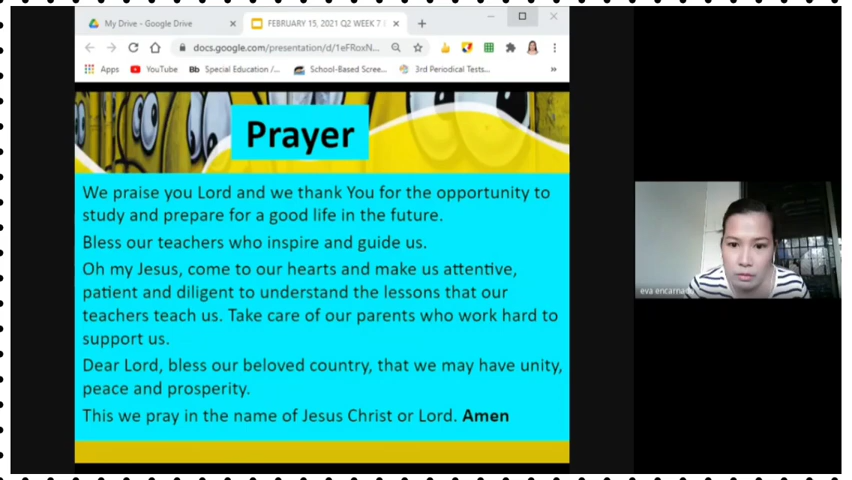 My Drive - Google Drive
FEBRUARY 15, 2021 Q2 WEEK 7
docs.google.com/presentation/d/1eFRoxN...
Apps YouTube Bb Special Education /... School-Based Scree... 3rd Periodical Tests...
Prayer
We praise you Lord and we thank You for the opportunity to
study and prepare for a good life in the future.
Bless our teachers who inspire and guide us.
Oh my Jesus, come to our hearts and make us attentive,
patient and diligent to understand the lessons that our
teachers teach us. Take care of our parents who work hard to
support us.
Dear Lord, bless our beloved country, that we may have unity,
peace and prosperity.
This we pray in the name of Jesus Christ or Lord. Amen
eva encarnado